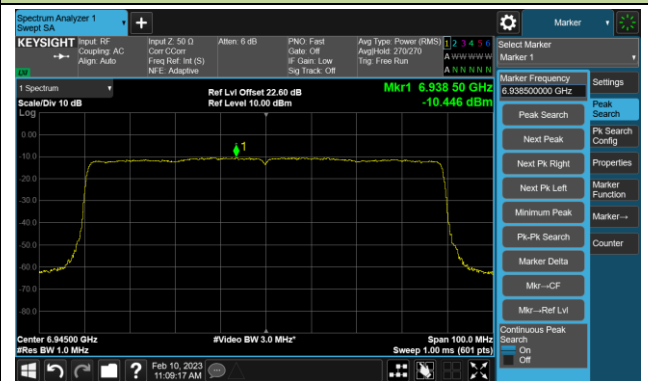 Spectrum Analyzer 1
Swept SA
+
Marker
KEYSIGHT
Input: RF
Coupling: AC
Align: Auto
Input Z: 50 Ω
Corr CCorr
Freq Ref: Int (S)
NFE: Adaptive
Atten: 6 dB
PNO: Fast
Gate: Off
IF Gain: Low
Sig Track: Off
Avg Type: Power (RMS)
Avg|Hold: 270/270
Trig: Free Run
1 2 3 4 5 6
A W W W W W
A N N N N N
Select Marker
Marker 1
1 Spectrum
Scale/Div 10 dB
Log
Ref Lvl Offset 22.60 dB
Ref Level 10.00 dBm
Mkr1 6.938 50 GHz
-10.446 dBm
0.00
-10.0
-20.0
-30.0
-40.0
-50.0
-60.0
-70.0
-80.0
1
Center 6.94500 GHz
#Res BW 1.0 MHz
#Video BW 3.0 MHz*
Span 100.0 MHz
Sweep 1.00 ms (601 pts)
Marker Frequency
6.938500000 GHz
Peak Search
Next Peak
Next Pk Right
Next Pk Left
Minimum Peak
Pk-Pk Search
Marker Delta
Mkr→CF
Mkr→Ref Lvl
Continuous Peak
Search
On
Off
Settings
Peak
Search
Pk Search
Config
Properties
Marker
Function
Marker→
Counter
?
Feb 10, 2023
11:09:17 AM